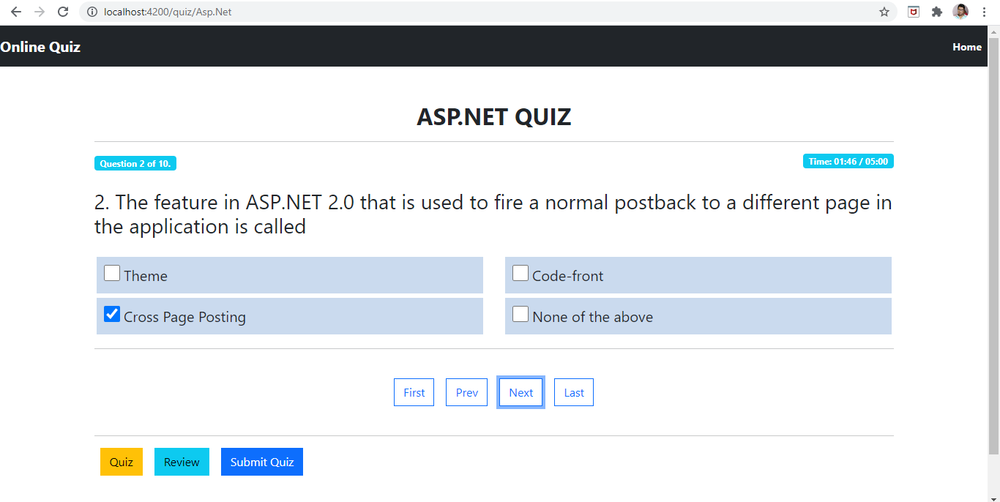 localhost:4200/quiz/Asp.Net
Online Quiz
Home
ASP.NET QUIZ
Question 2 of 10.
Time: 01:46 / 05:00
2. The feature in ASP.NET 2.0 that is used to fire a normal postback to a different page in
the application is called
Theme
Code-front
Cross Page Posting
None of the above
First Prev Next Last
Quiz Review Submit Quiz